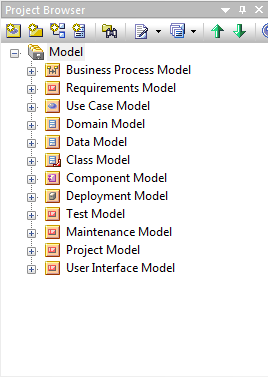 Project Browser
Model
Business Process Model
Requirements Model
Use Case Model
Domain Model
Data Model
Class Model
Component Model
Deployment Model
Test Model
Maintenance Model
Project Model
User Interface Model